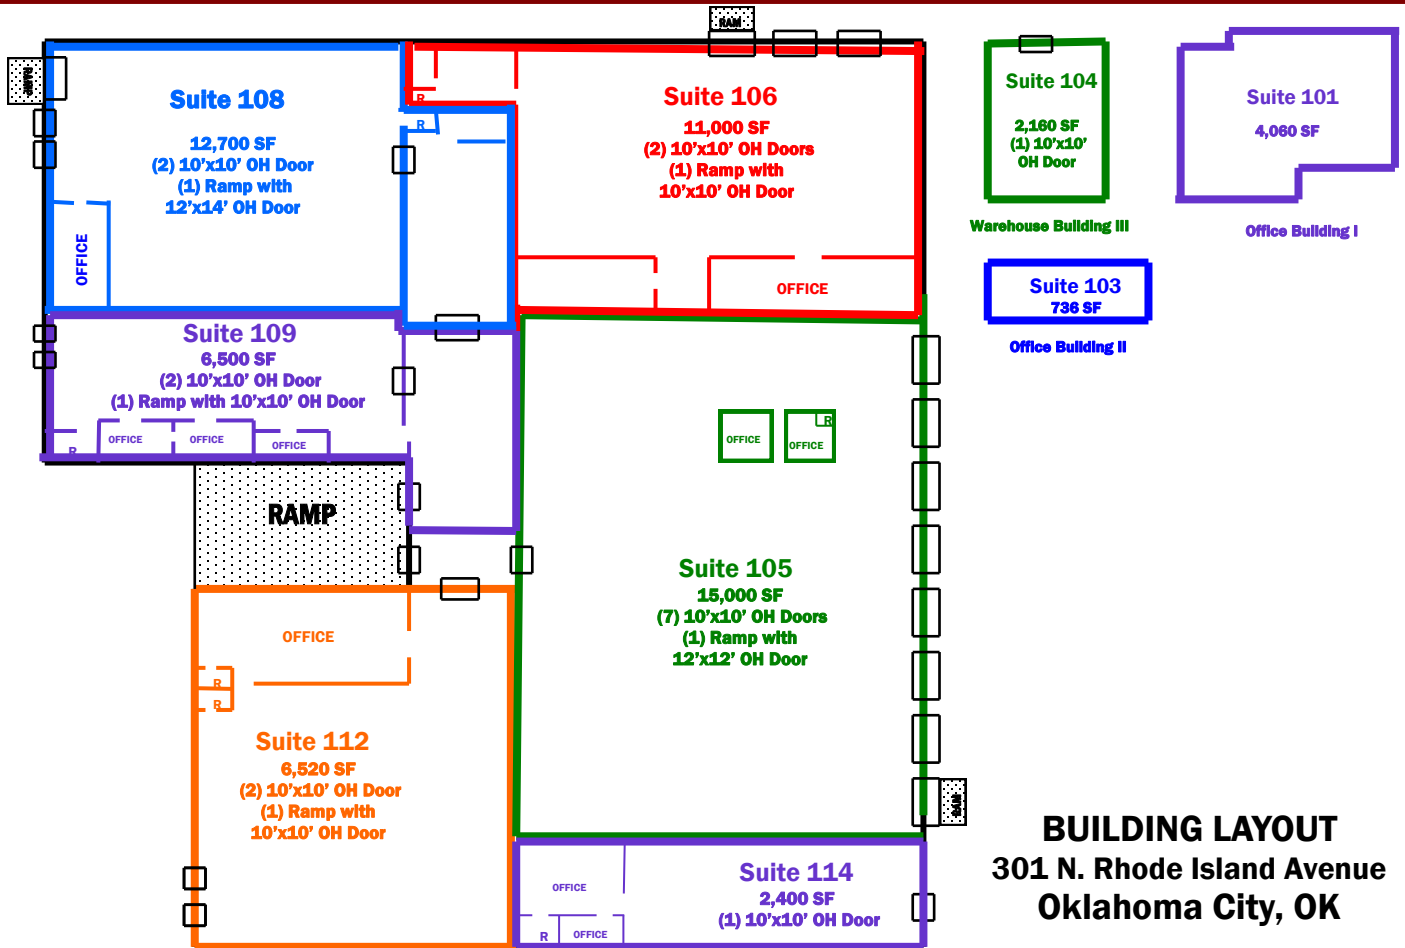 RAM
RAMP
Suite 108
12,700 SF
(2) 10'x10' OH Door
(1) Ramp with
12'x14' OH Door
OFFICE
R
R
Suite 106
11,000 SF
(2) 10'x10' OH Doors
(1) Ramp with
10'x10' OH Door
OFFICE
Suite 104
2,160 SF
(1) 10'x10'
OH Door
Warehouse Building III
Suite 101
4,060 SF
Office Building I
Suite 103
736 SF
Office Building II
Suite 109
6,500 SF
(2) 10'x10' OH Door
(1) Ramp with 10'x10' OH Door
R
OFFICE
OFFICE
OFFICE
RAMP
OFFICE
OFFICE
R
Suite 105
15,000 SF
(7) 10'x10' OH Doors
(1) Ramp with
12'x12' OH Door
RAM
OFFICE
R
R
Suite 112
6,520 SF
(2) 10'x10' OH Door
(1) Ramp with
10'x10' OH Door
OFFICE
R
OFFICE
Suite 114
2,400 SF
(1) 10'x10' OH Door
BUILDING LAYOUT
301 N. Rhode Island Avenue
Oklahoma City, OK